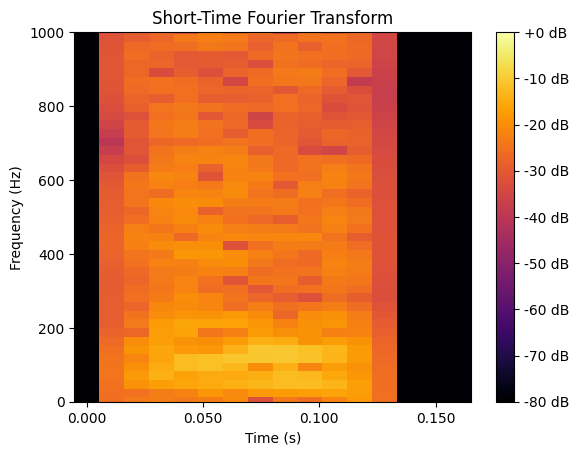 Short-Time Fourier Transform
Frequency (Hz)
1000
800
600
400
200
0
0.000
0.050
0.100
0.150
Time (s)
+0 dB
-10 dB
-20 dB
-30 dB
-40 dB
-50 dB
-60 dB
-70 dB
-80 dB